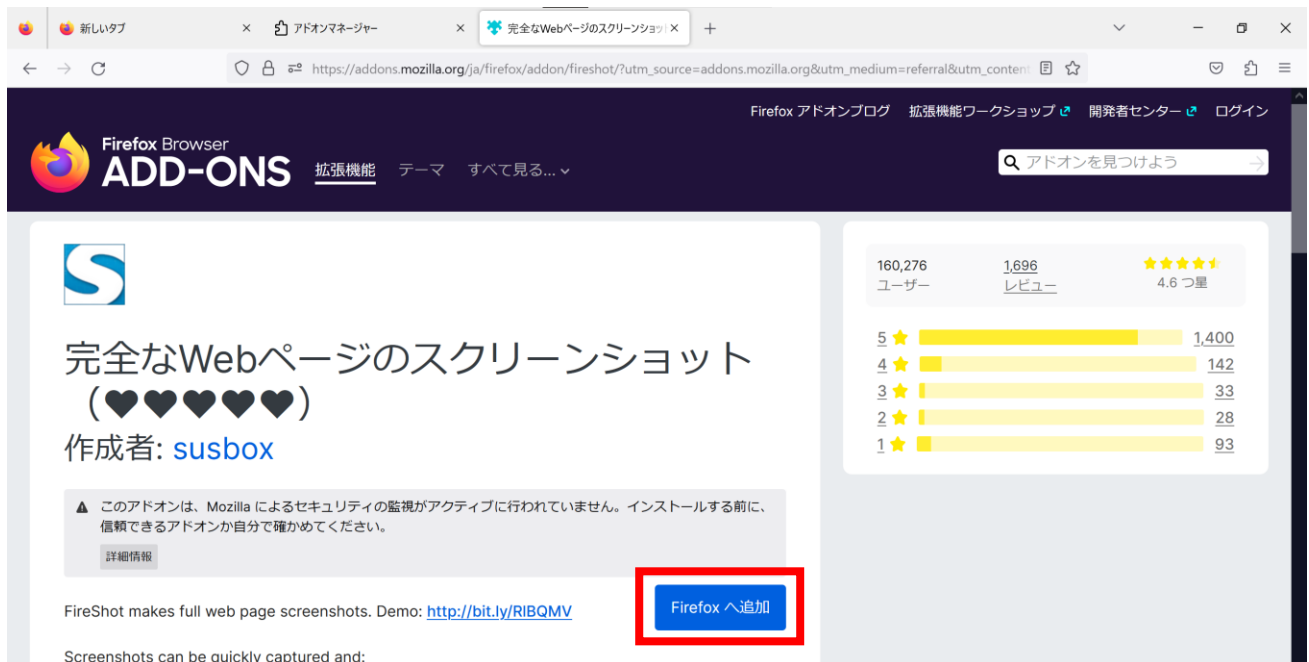 新しいタブ
アドオンマネージャー
完全なWebページのスクリーンショッ
https://addons.mozilla.org/ja/firefox/addon/fireshot/?utm_source=addons.mozilla.org&utm_medium=referral&utm_content
Firefox アドオンブログ 拡張機能ワークショップ 開発者センター ログイン
Firefox Browser
ADD-ONS 拡張機能 テーマ すべて見る... アドオンを見つけよう
完全なWebページのスクリーンショット
(♥♥♥♥♥)
作成者: susbox
このアドオンは、Mozilla によるセキュリティの監視がアクティブに行われていません。インストールする前に、
信頼できるアドオンか自分で確かめてください。
詳細情報
FireShot makes full web page screenshots. Demo: http://bit.ly/RIBQMV
Firefox へ追加
Screenshots can be quickly captured and:
160,276 1,696
ユーザー レビュー 4.6 つ星
5 1,400
4 142
3 33
2 28
1 93